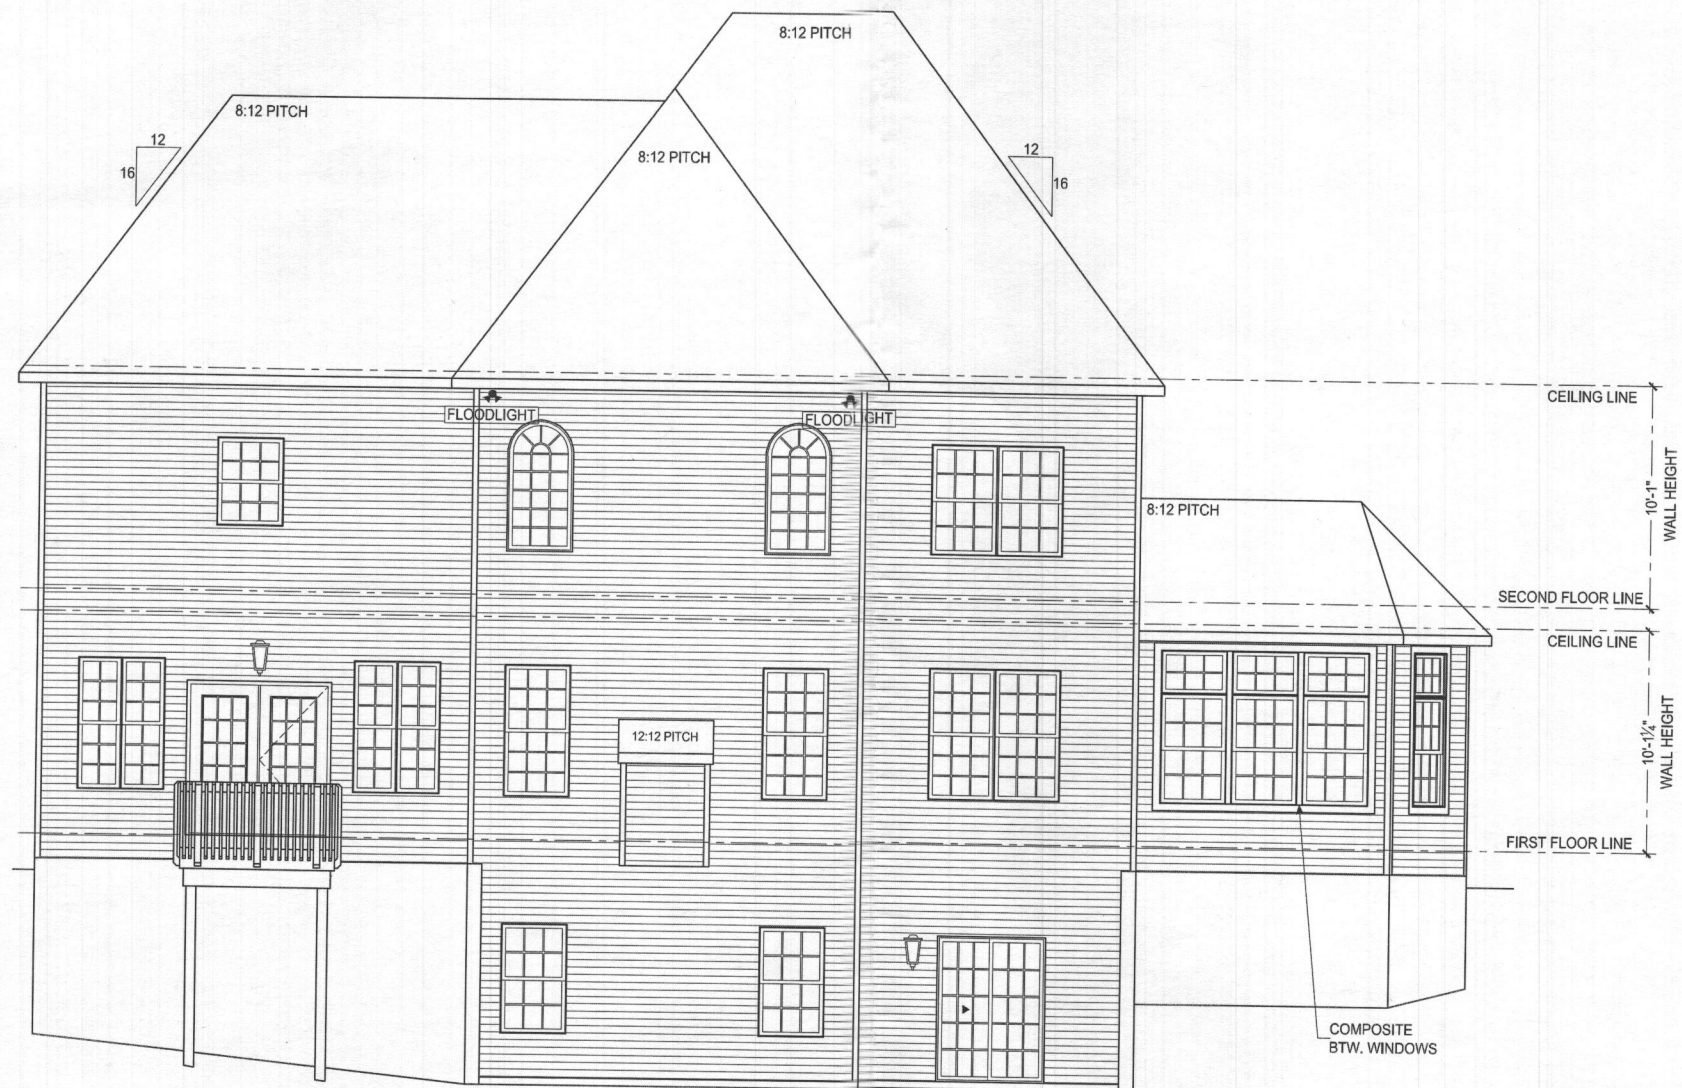 8:12 PITCH
8:12 PITCH
12
16
8:12 PITCH
12
16
CEILING LINE
FLOODLIGHT
FLOODLIGHT
10'-1"
WALL HEIGHT
8:12 PITCH
SECOND FLOOR LINE
CEILING LINE
12:12 PITCH
10'-1¼"
WALL HEIGHT
FIRST FLOOR LINE
COMPOSITE
BTW. WINDOWS